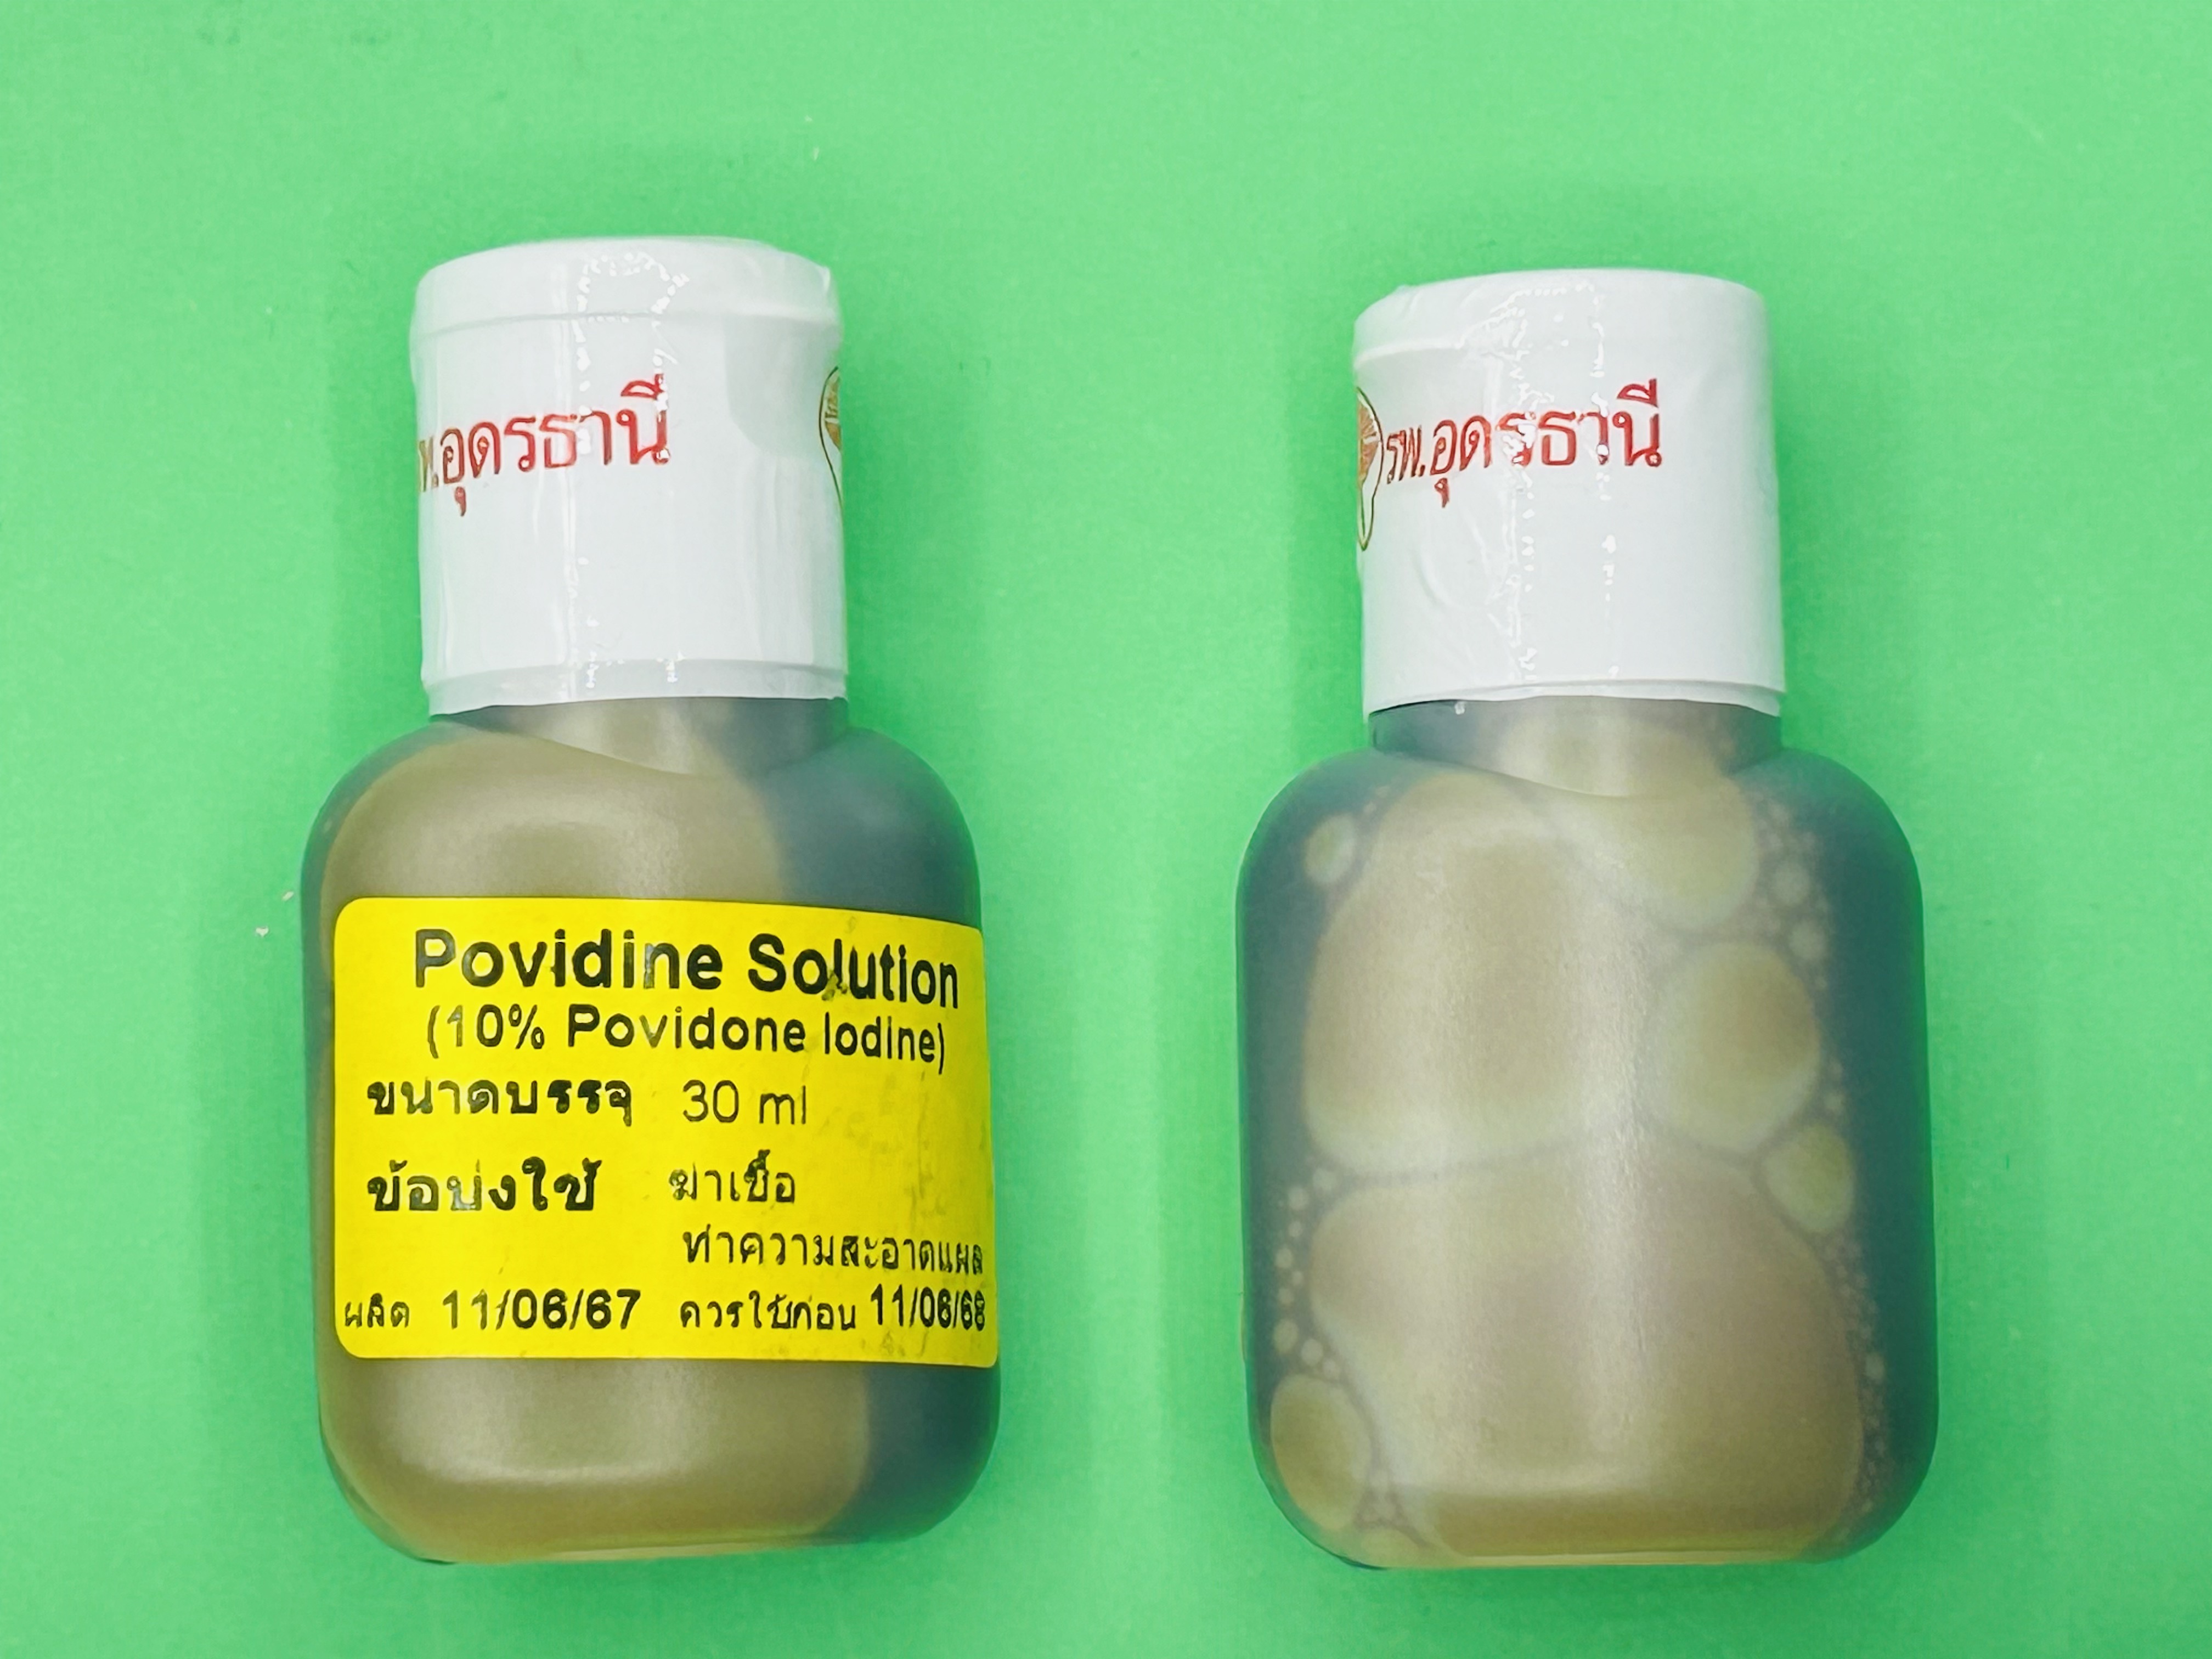 พ.อุดรธานี
รพ.อุดรธานี
Povidine Solution
(10% Povidone Iodine)
ขนาดบรรจุ 30 ml
ข้อบ่งใช้ ฆ่าเชื้อ
ทำความสะอาดแผล
ผลิต 11/06/67 ควรใช้ก่อน 11/06/68